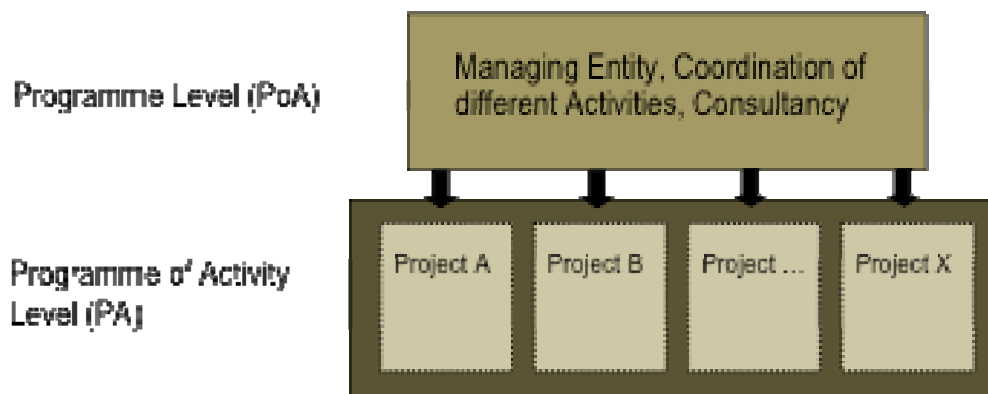 Programme Level (PoA)
Managing Entity, Coordination of
different Activities, Consultancy
Programme of Activity
Level (PA)
Project A
Project B
Project ...
Project X